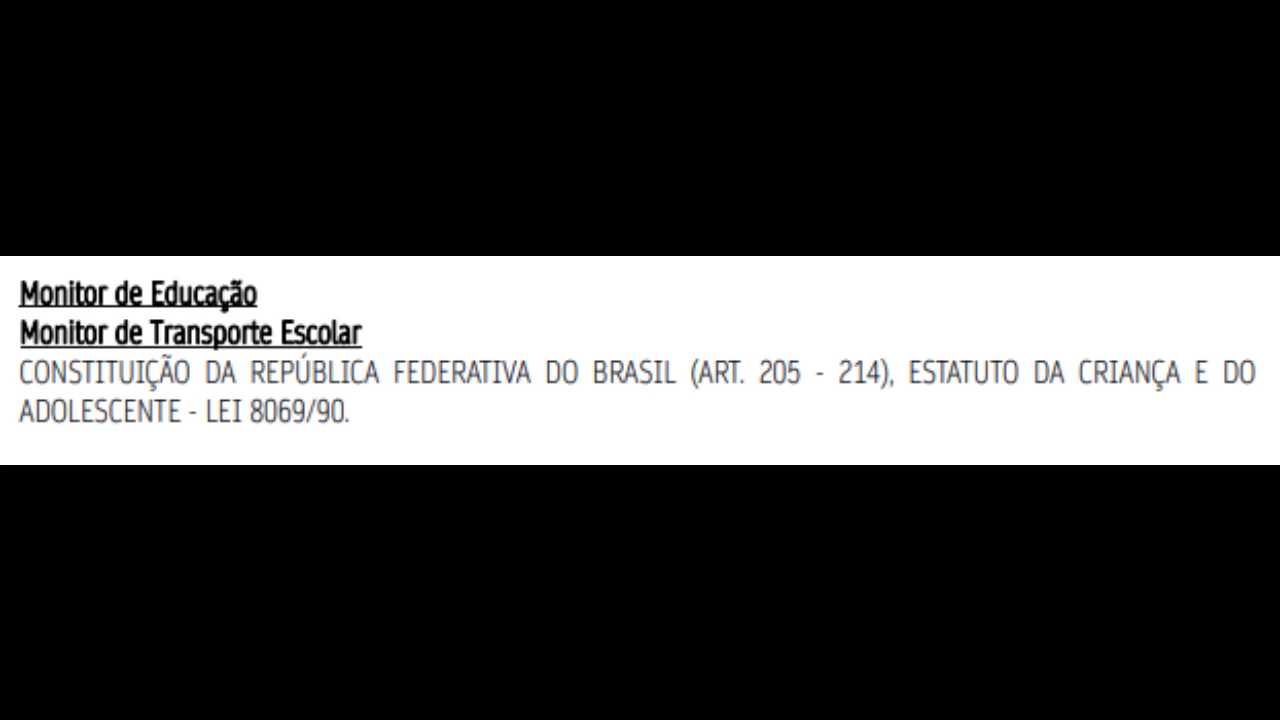 Monitor de Educação
Monitor de Transporte Escolar
CONSTITUIÇÃO DA REPÚBLICA FEDERATIVA DO BRASIL (ART. 205 - 214), ESTATUTO DA CRIANÇA E DO
ADOLESCENTE - LEI 8069/90.